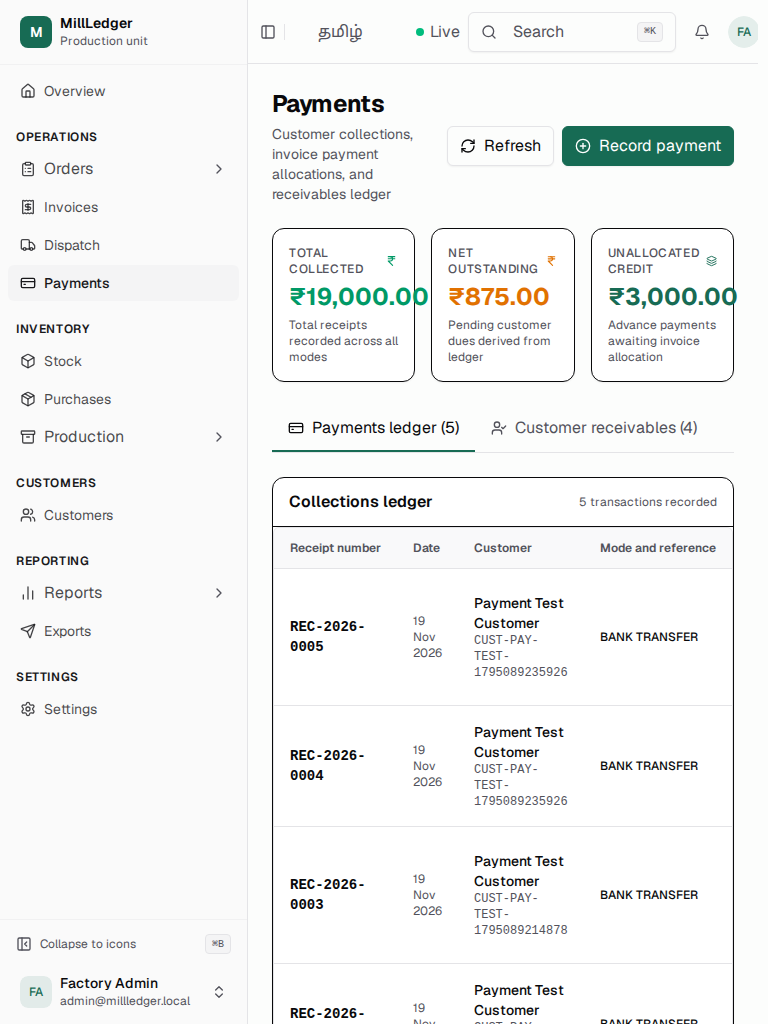 M
MillLedger
Production unit
Overview
OPERATIONS
Orders
Invoices
Dispatch
Payments
INVENTORY
Stock
Purchases
Production
CUSTOMERS
Customers
REPORTING
Reports
Exports
SETTINGS
Settings
Collapse to icons
⌘B
FA
Factory Admin
admin@millledger.local
தமிழ்
Live
Search
⌘K
FA
Payments
Customer collections,
invoice payment
allocations, and
receivables ledger
Refresh
Record payment
TOTAL
COLLECTED
₹
₹19,000.00
Total receipts
recorded across all
modes
NET
OUTSTANDING
₹
₹875.00
Pending customer
dues derived from
ledger
UNALLOCATED
CREDIT
₹3,000.00
Advance payments
awaiting invoice
allocation
Payments ledger (5)
Customer receivables (4)
Collections ledger
5 transactions recorded
Receipt number
Date
Customer
Mode and reference
REC-2026-
0005
19
Nov
2026
Payment Test
Customer
CUST-PAY-
TEST-
1795089235926
BANK TRANSFER
REC-2026-
0004
19
Nov
2026
Payment Test
Customer
CUST-PAY-
TEST-
1795089235926
BANK TRANSFER
REC-2026-
0003
19
Nov
2026
Payment Test
Customer
CUST-PAY-
TEST-
1795089214878
BANK TRANSFER
REC-2026-
19
Nov
Payment Test
Customer
CUST-PAY-
BANK TRANSFER